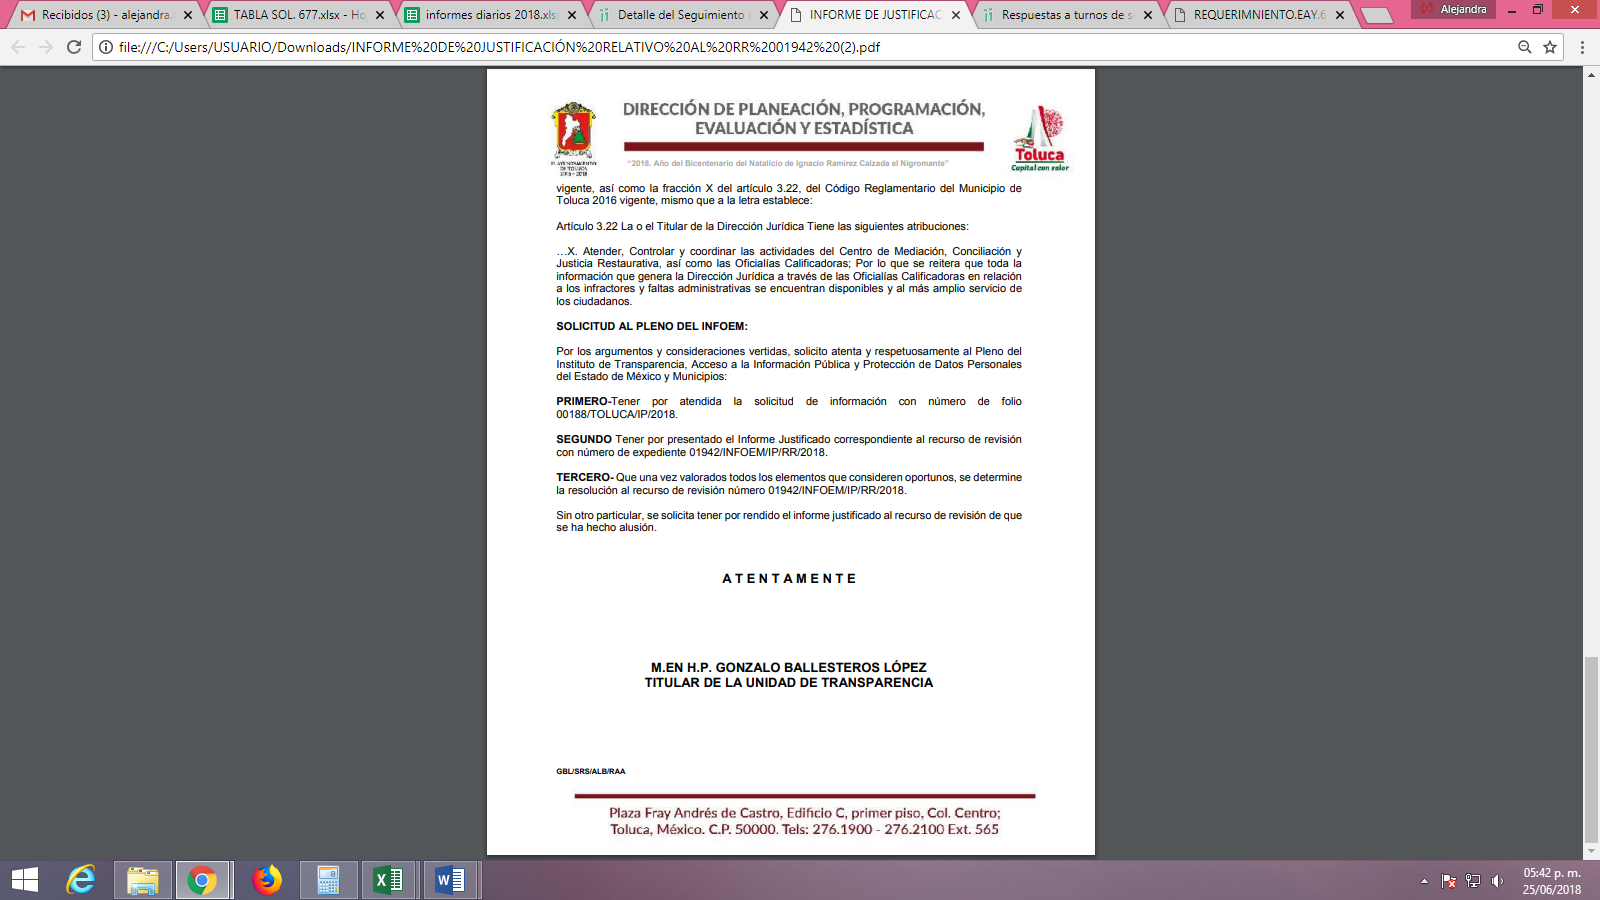 Recibidos (3) - alejandra.
TABLA SOL. 677.xlsx - Ho
informes diarios 2018.xls
Detalle del Seguimiento
INFORME DE JUSTIFICAC
Respuestas a turnos de s
REQUERIMNIENTO.EAY.6
Alejandra
file:///C:/Users/USUARIO/Downloads/INFORME%20DE%20JUSTIFICACIÓN%20RELATIVO%20AL%20RR%2001942%20(2).pdf
DIRECCIÓN DE PLANEACIÓN, PROGRAMACIÓN,
EVALUACIÓN Y ESTADÍSTICA
"2018. Año del Bicentenario del Natalicio de Ignacio Ramírez Calzada el Nigromante"
H. AYUNTAMIENTO
DE TOLUCA
2016 - 2018
Toluca
Capital con valor
vigente, así como la fracción X del artículo 3.22, del Código Reglamentario del Municipio de
Toluca 2016 vigente, mismo que a la letra establece:
Artículo 3.22 La o el Titular de la Dirección Jurídica Tiene las siguientes atribuciones:
…X. Atender, Controlar y coordinar las actividades del Centro de Mediación, Conciliación y
Justicia Restaurativa, así como las Oficialías Calificadoras; Por lo que se reitera que toda la
información que genera la Dirección Jurídica a través de las Oficialías Calificadoras en relación
a los infractores y faltas administrativas se encuentran disponibles y al más amplio servicio de
los ciudadanos.
SOLICITUD AL PLENO DEL INFOEM:
Por los argumentos y consideraciones vertidas, solicito atenta y respetuosamente al Pleno del
Instituto de Transparencia, Acceso a la Información Pública y Protección de Datos Personales
del Estado de México y Municipios:
PRIMERO-Tener por atendida la solicitud de información con número de folio
00188/TOLUCA/IP/2018.
SEGUNDO Tener por presentado el Informe Justificado correspondiente al recurso de revisión
con número de expediente 01942/INFOEM/IP/RR/2018.
TERCERO- Que una vez valorados todos los elementos que consideren oportunos, se determine
la resolución al recurso de revisión número 01942/INFOEM/IP/RR/2018.
Sin otro particular, se solicita tener por rendido el informe justificado al recurso de revisión de que
se ha hecho alusión.
A T E N T A M E N T E
M.EN H.P. GONZALO BALLESTEROS LÓPEZ
TITULAR DE LA UNIDAD DE TRANSPARENCIA
GBL/SRS/ALB/RAA
Plaza Fray Andrés de Castro, Edificio C, primer piso, Col. Centro;
Toluca, México. C.P. 50000. Tels: 276.1900 - 276.2100 Ext. 565
05:42 p. m.
25/06/2018